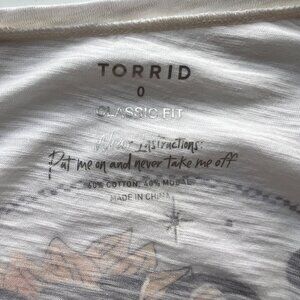 TORRID
0
CLASSIC FIT
Wear Instructions:
Put me on and never take me off
60% COTTON, 40% MODAL
MADE IN CHINA